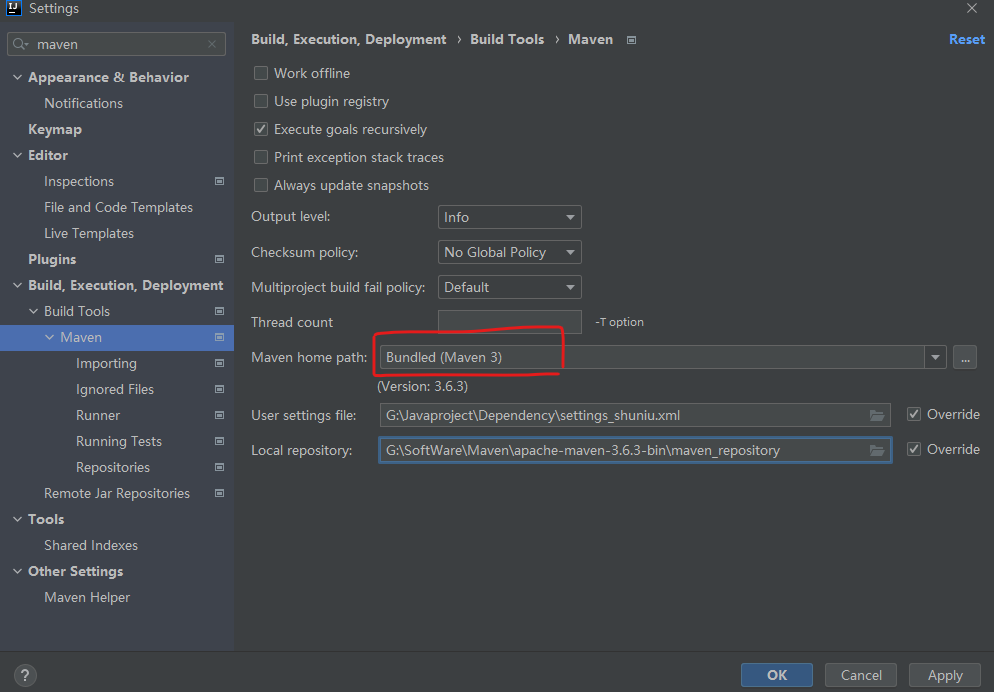 Settings
maven
Appearance & Behavior
Notifications
Keymap
Editor
Inspections
File and Code Templates
Live Templates
Plugins
Build, Execution, Deployment
Build Tools
Maven
Importing
Ignored Files
Runner
Running Tests
Repositories
Remote Jar Repositories
Tools
Shared Indexes
Other Settings
Maven Helper
Build, Execution, Deployment › Build Tools › Maven Reset
Work offline
Use plugin registry
Execute goals recursively
Print exception stack traces
Always update snapshots
Output level: Info
Checksum policy: No Global Policy
Multiproject build fail policy: Default
Thread count -T option
Maven home path: Bundled (Maven 3) ...
(Version: 3.6.3)
User settings file: G:\Javaproject\Dependency\settings_shuniu.xml Override
Local repository: G:\SoftWare\Maven\apache-maven-3.6.3-bin\maven_repository Override
? OK Cancel Apply